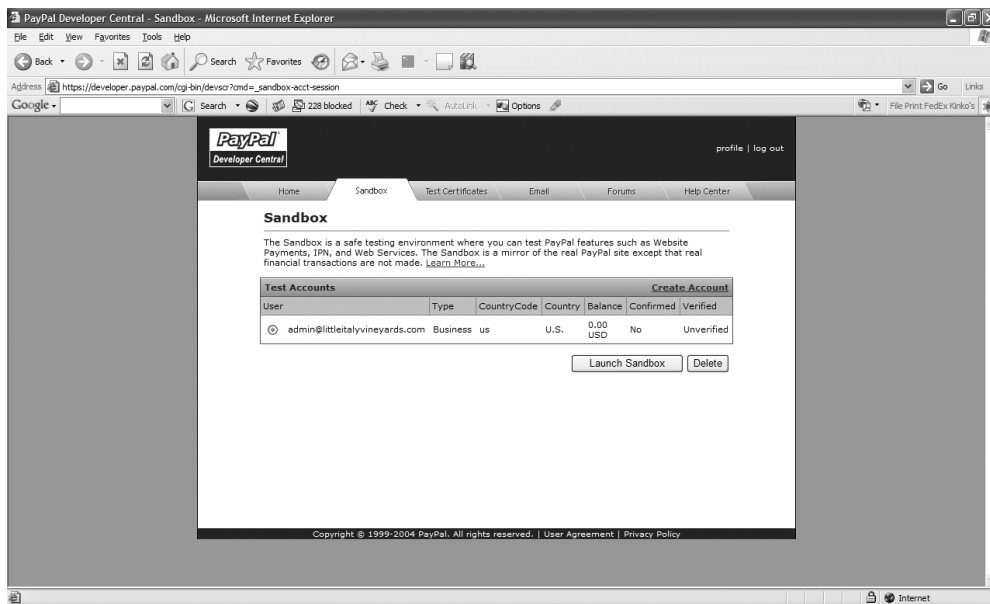 PayPal Developer Central - Sandbox - Microsoft Internet Explorer
File Edit View Favorites Tools Help
Back Search Favorites
Address https://developer.paypal.com/cgi-bin/devscr?cmd=_sandbox-acct-session Go Links
Google Search 228 blocked ABC Check AutoLink Options File Print FedEx Kinko's
PayPal
Developer Central
profile | log out
Home Sandbox Test Certificates Email Forums Help Center
Sandbox
The Sandbox is a safe testing environment where you can test PayPal features such as Website
Payments, IPN, and Web Services. The Sandbox is a mirror of the real PayPal site except that real
financial transactions are not made. Learn More...
Test Accounts Create Account
User Type CountryCode Country Balance Confirmed Verified
admin@littleitalyvineyards.com Business us U.S. 0.00 USD No Unverified
Launch Sandbox Delete
Copyright © 1999-2004 PayPal. All rights reserved. | User Agreement | Privacy Policy
Internet